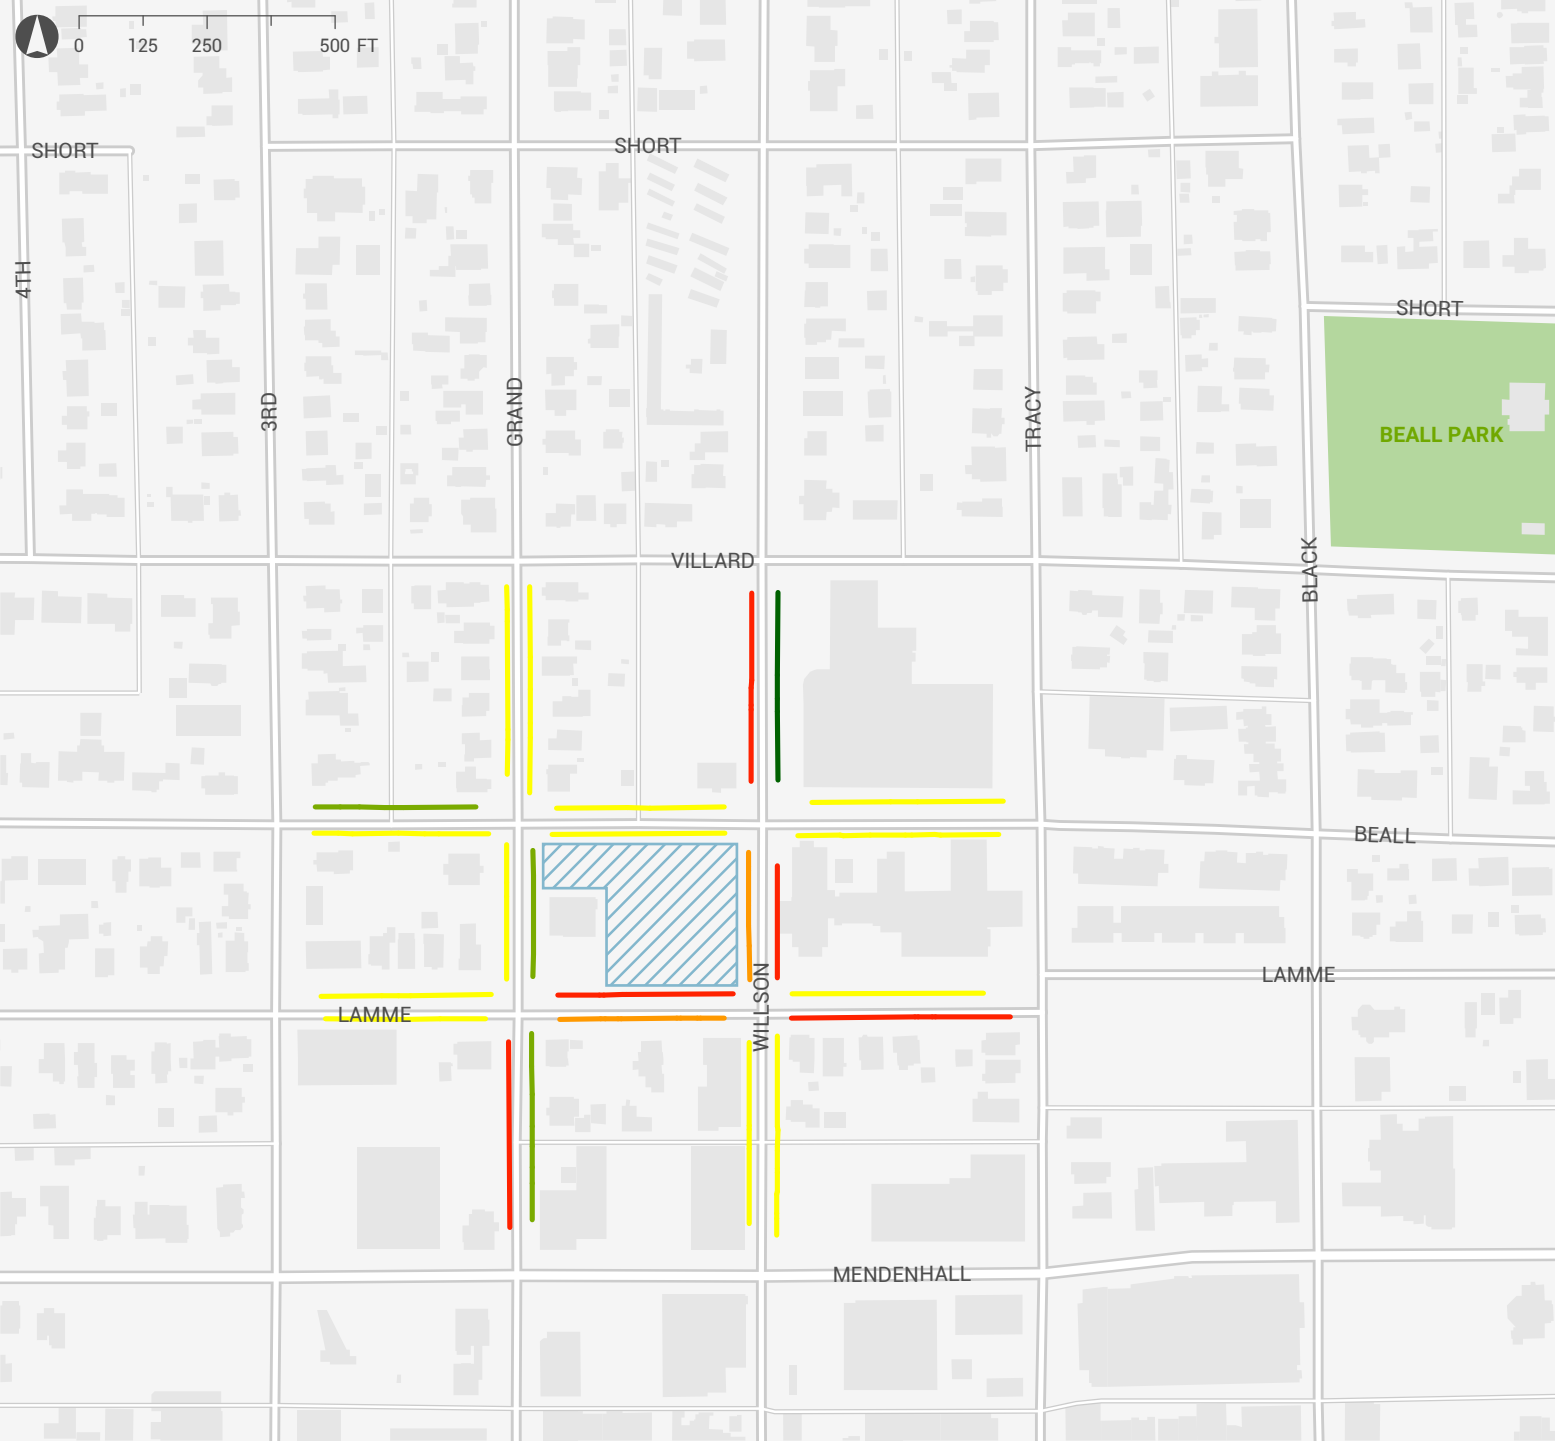 0 125 250 500 FT
SHORT
SHORT
4TH
SHORT
3RD
GRAND
TRACY
BEALL PARK
VILLARD
BLACK
BEALL
WILLSON
LAMME
LAMME
MENDENHALL